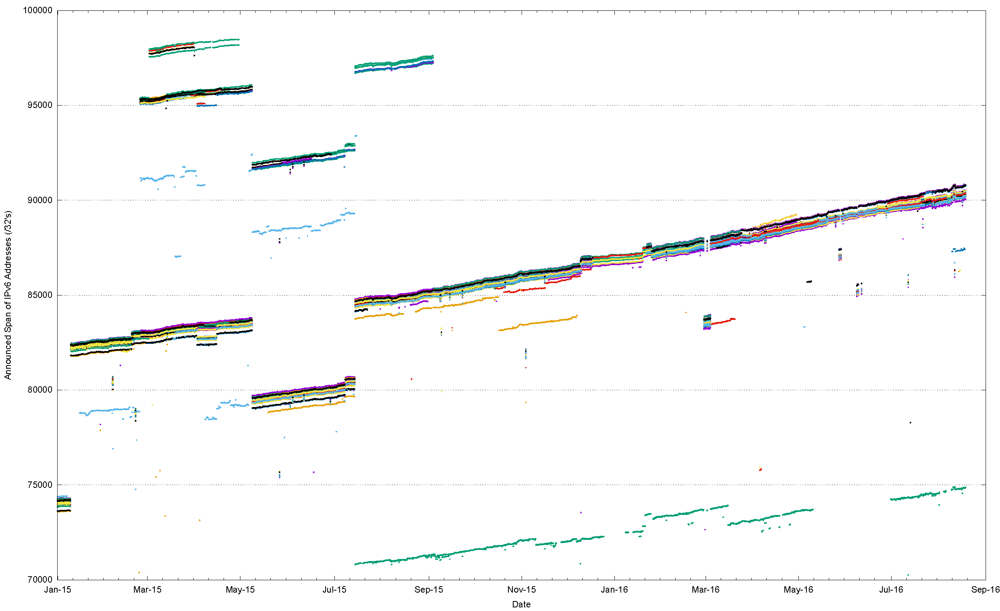 100000
95000
90000
85000
80000
75000
70000
Announced Span of IPv6 Addresses (/32's)
Jan-15 Mar-15 May-15 Jul-15 Sep-15 Nov-15 Jan-16 Mar-16 May-16 Jul-16 Sep-16
Date